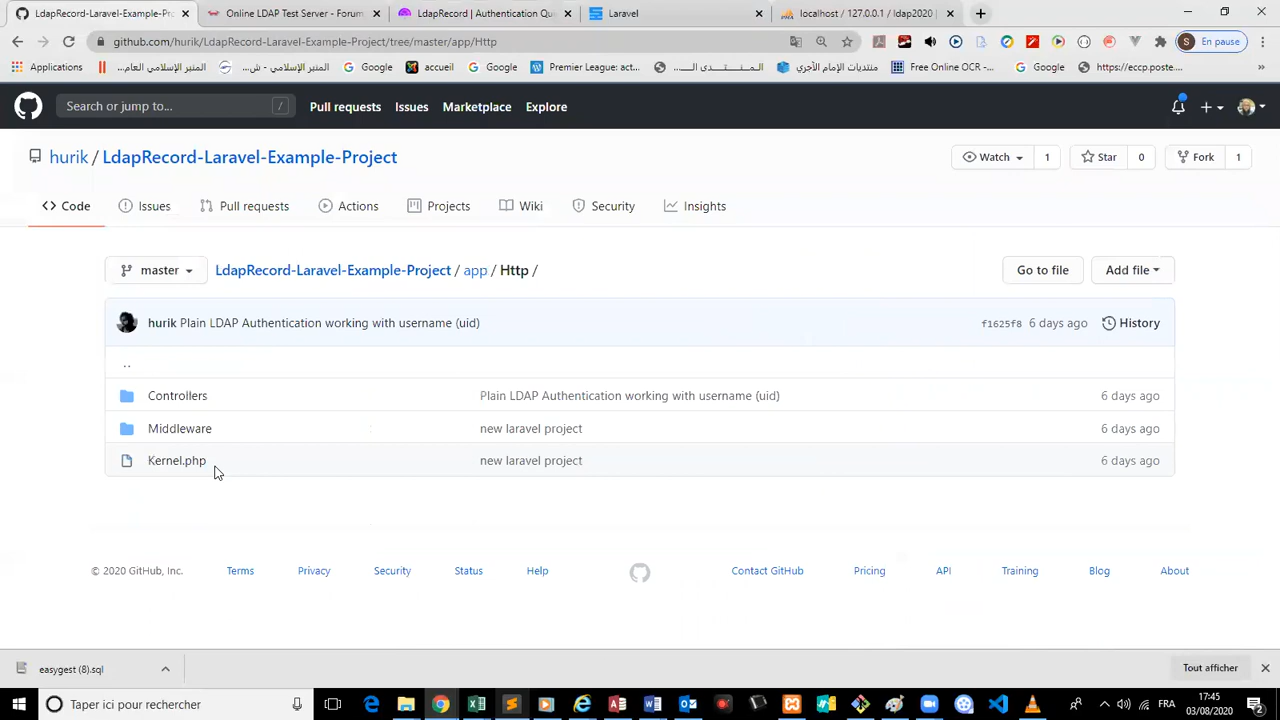 LdapRecord-Laravel-Example-Pro
Online LDAP Test Server - Forum
LdapRecord | Authentication Qu
Laravel
localhost / 127.0.0.1 / ldap2020 |
github.com/hurik/LdapRecord-Laravel-Example-Project/tree/master/app/Http
S En pause
Applications
المنبر الإسلامي العام...
المنبر الإسلامي - ش...
Google
accueil
Google
Premier League: act...
المـــنـــتـــدى الـــ...
منتديات الإمام الآجري
Free Online OCR -...
Google
https://eccp.poste....
Search or jump to...
/
Pull requests
Issues
Marketplace
Explore
hurik / LdapRecord-Laravel-Example-Project
Watch 1
Star 0
Fork 1
Code
Issues
Pull requests
Actions
Projects
Wiki
Security
Insights
master
LdapRecord-Laravel-Example-Project / app / Http /
Go to file
Add file
hurik Plain LDAP Authentication working with username (uid)
f1625f8 6 days ago
History
..
Controllers Plain LDAP Authentication working with username (uid) 6 days ago
Middleware new laravel project 6 days ago
Kernel.php new laravel project 6 days ago
© 2020 GitHub, Inc.
Terms
Privacy
Security
Status
Help
Contact GitHub
Pricing
API
Training
Blog
About
easygest (8).sql
Tout afficher
Taper ici pour rechercher
FRA
17:45
03/08/2020
2